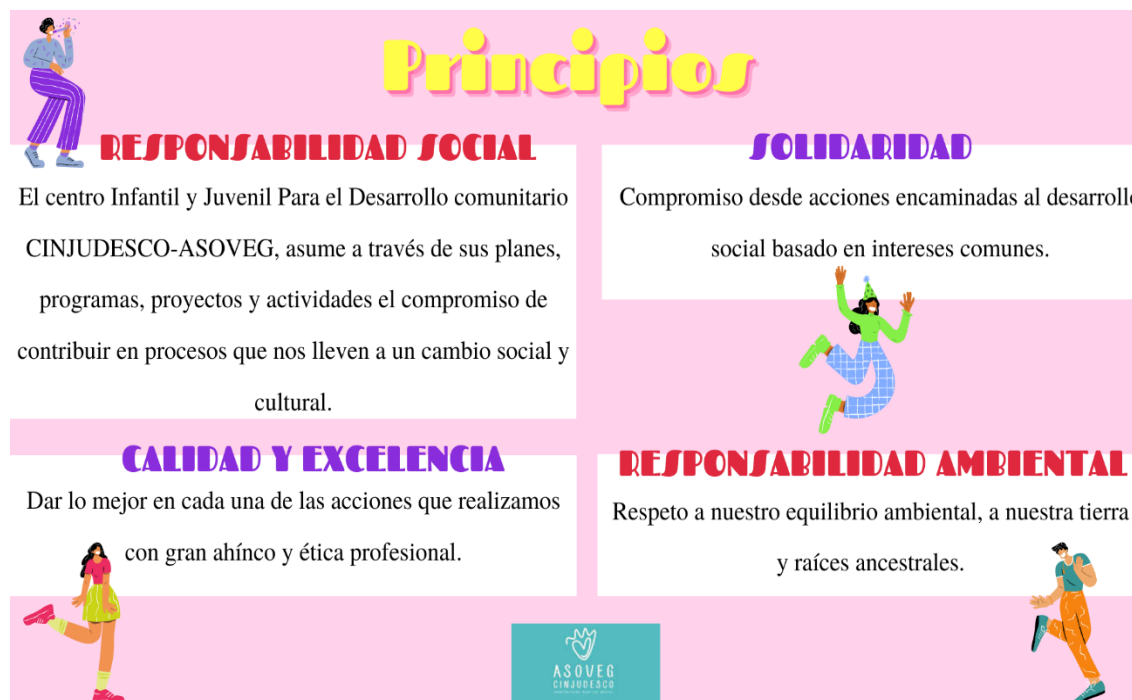 Principios
RESPONSABILIDAD SOCIAL
El centro Infantil y Juvenil Para el Desarrollo comunitario
CINJUDESCO-ASOVEG, asume a través de sus planes,
programas, proyectos y actividades el compromiso de
contribuir en procesos que nos lleven a un cambio social y
cultural.
SOLIDARIDAD
Compromiso desde acciones encaminadas al desarrollo
social basado en intereses comunes.
CALIDAD Y EXCELENCIA
Dar lo mejor en cada una de las acciones que realizamos
con gran ahínco y ética profesional.
RESPONSABILIDAD AMBIENTAL
Respeto a nuestro equilibrio ambiental, a nuestra tierra
y raíces ancestrales.
ASOVEG
CINJUDESCO